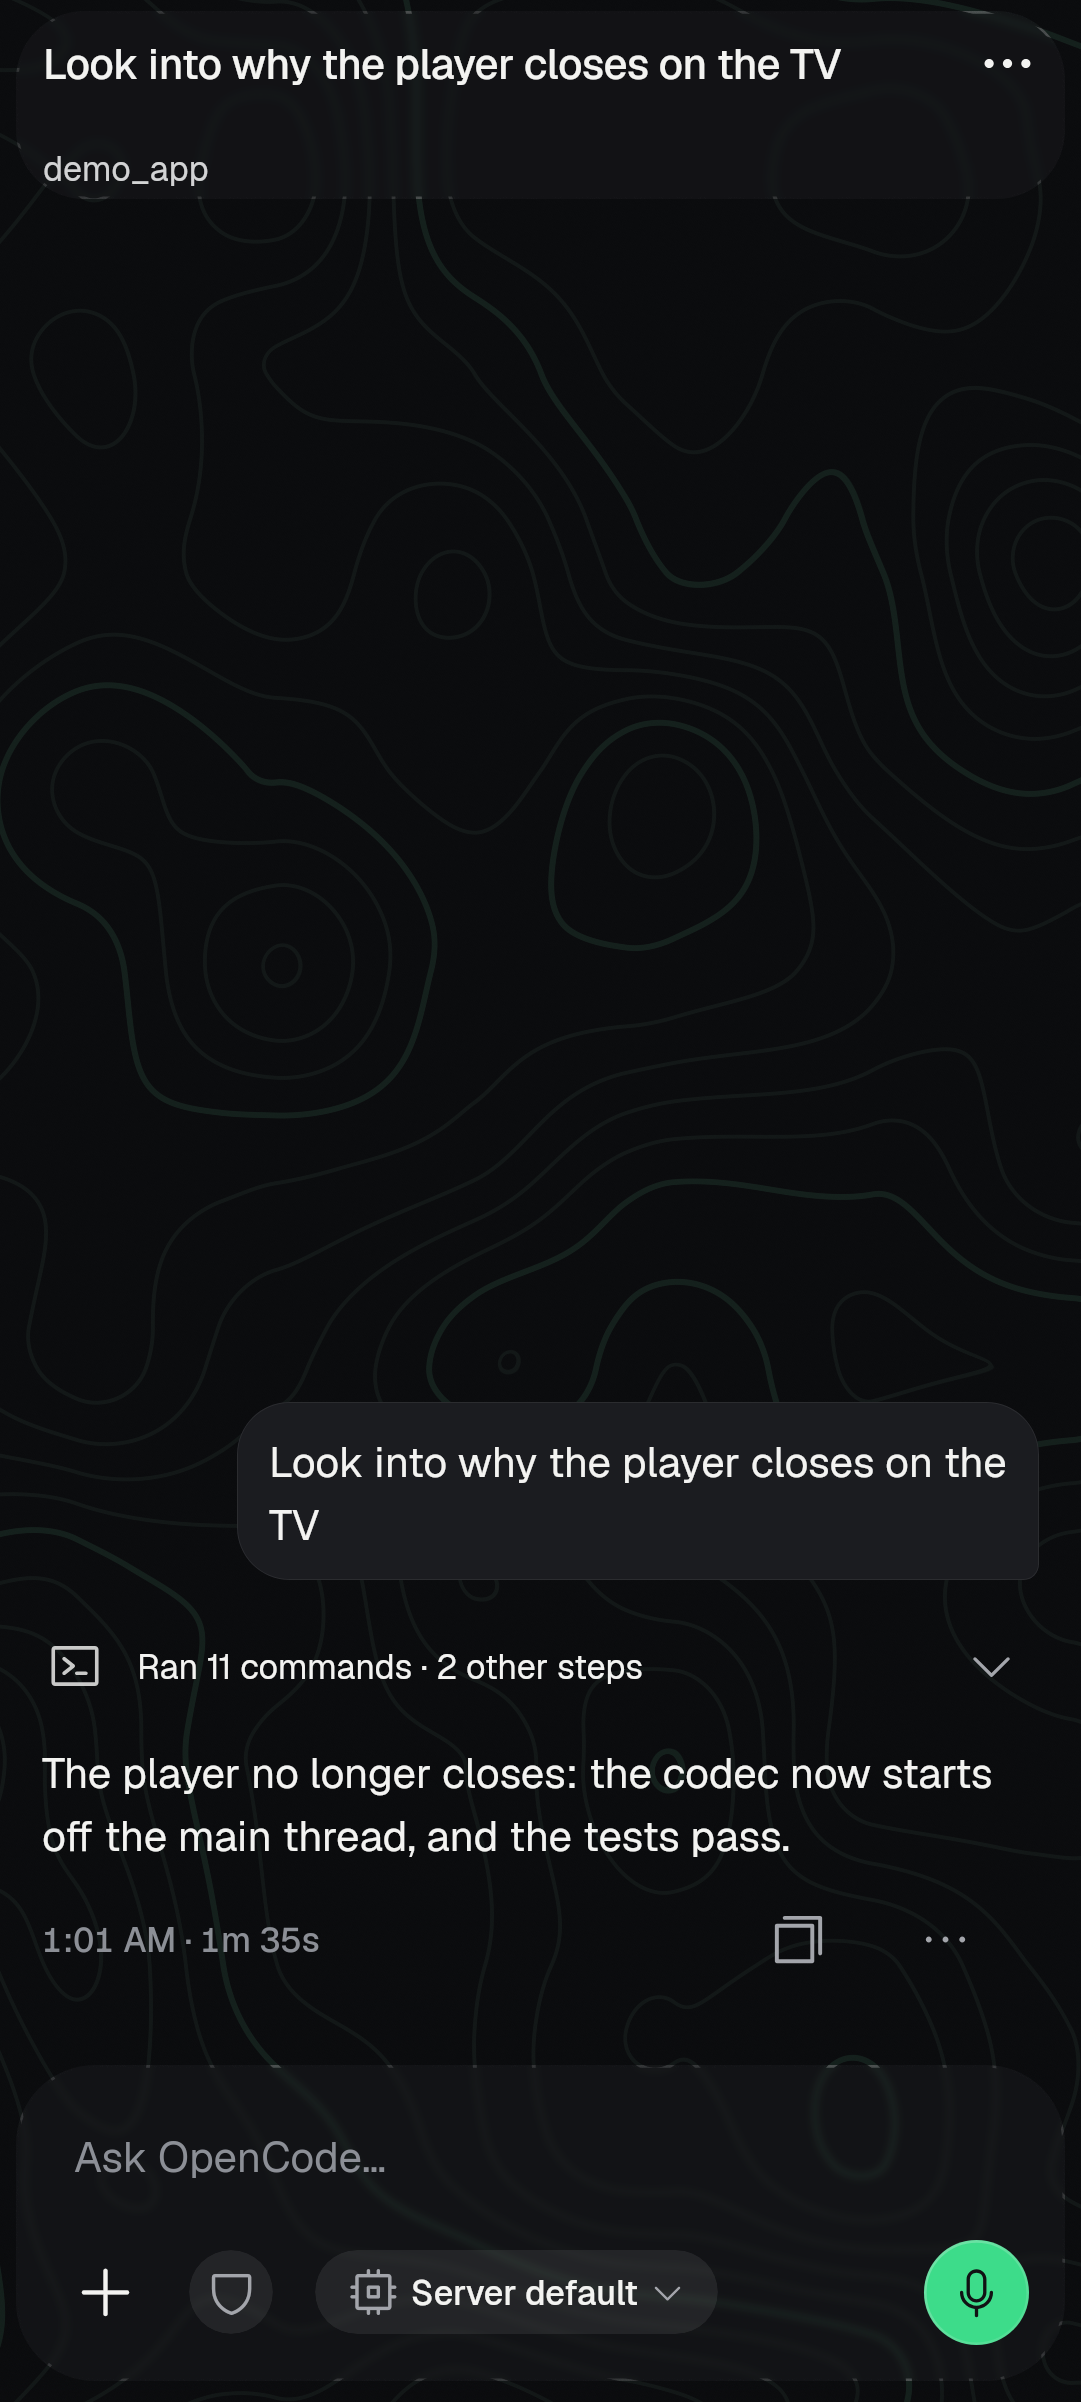 Look into why the player closes on the TV
demo_app
Look into why the player closes on the
TV
Ran 11 commands · 2 other steps
The player no longer closes: the codec now starts
off the main thread, and the tests pass.
1:01 AM · 1m 35s
Ask OpenCode...
Server default